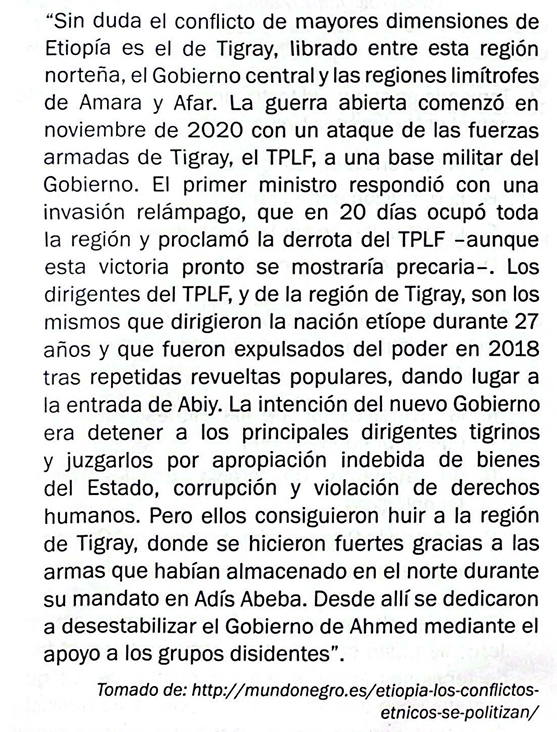 “Sin duda el conflicto de mayores dimensiones de
Etiopía es el de Tigray, librado entre esta región
norteña, el Gobierno central y las regiones limítrofes
de Amara y Afar. La guerra abierta comenzó en
noviembre de 2020 con un ataque de las fuerzas
armadas de Tigray, el TPLF, a una base militar del
Gobierno. El primer ministro respondió con una
invasión relámpago, que en 20 días ocupó toda
la región y proclamó la derrota del TPLF –aunque
esta victoria pronto se mostraría precaria–. Los
dirigentes del TPLF, y de la región de Tigray, son los
mismos que dirigieron la nación etíope durante 27
años y que fueron expulsados del poder en 2018
tras repetidas revueltas populares, dando lugar a
la entrada de Abiy. La intención del nuevo Gobierno
era detener a los principales dirigentes tigrinos
y juzgarlos por apropiación indebida de bienes
del Estado, corrupción y violación de derechos
humanos. Pero ellos consiguieron huir a la región
de Tigray, donde se hicieron fuertes gracias a las
armas que habían almacenado en el norte durante
su mandato en Adís Abeba. Desde allí se dedicaron
a desestabilizar el Gobierno de Ahmed mediante el
apoyo a los grupos disidentes”.
Tomado de: http://mundonegro.es/etiopia-los-conflictos-
etnicos-se-politizan/